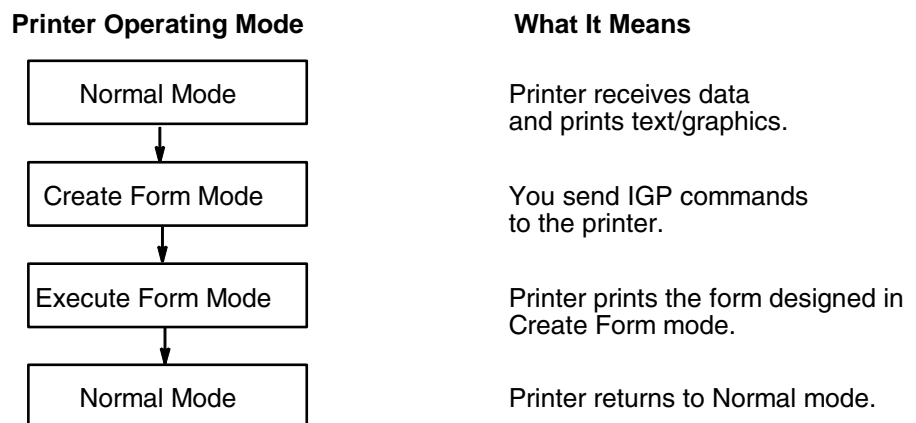 Printer Operating Mode What It Means
Normal Mode Printer receives data
and prints text/graphics.
Create Form Mode You send IGP commands
to the printer.
Execute Form Mode Printer prints the form designed in
Create Form mode.
Normal Mode Printer returns to Normal mode.